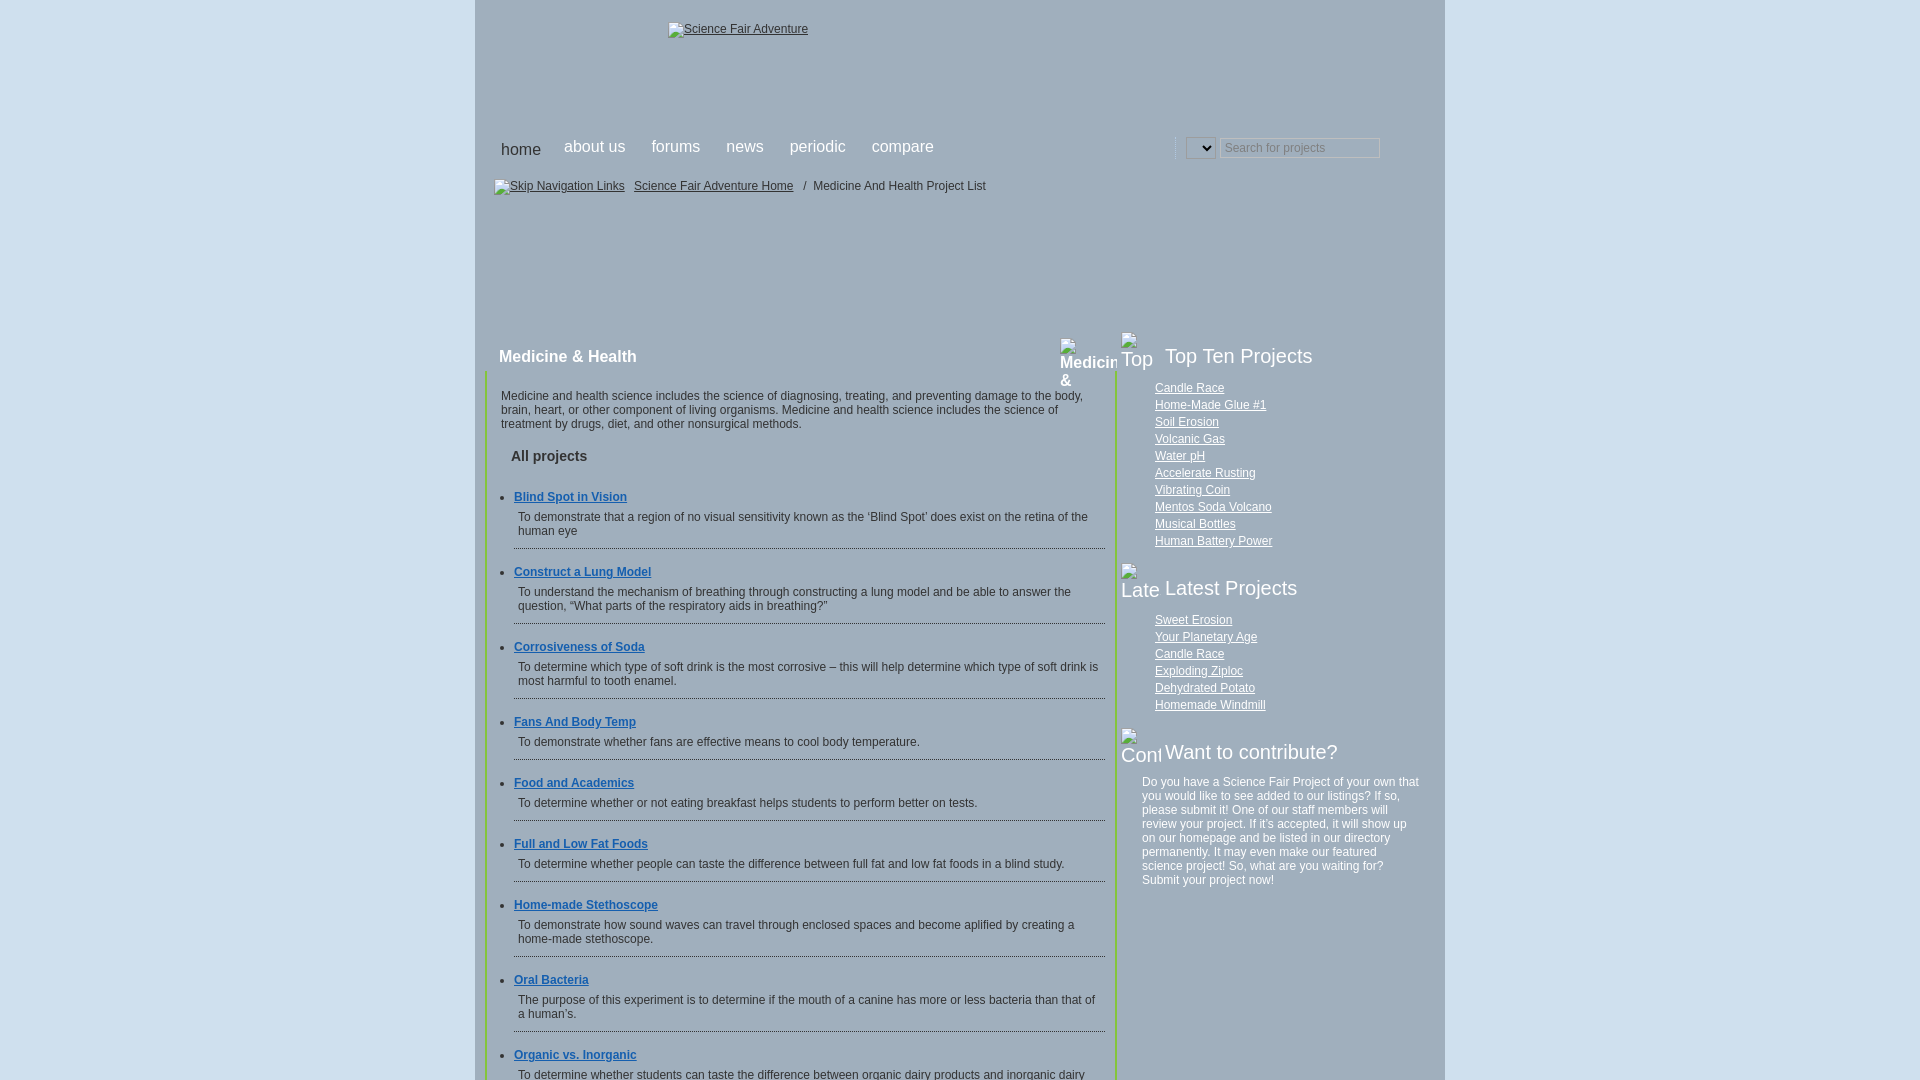 Science Fair Adventure
home
about us
forums
news
periodic
compare
Search for projects
Skip Navigation Links
Science Fair Adventure Home
/ Medicine And Health Project List
Medicine & Health
Medicin
&
Medicine and health science includes the science of diagnosing, treating, and preventing damage to the body,
brain, heart, or other component of living organisms. Medicine and health science includes the science of
treatment by drugs, diet, and other nonsurgical methods.
All projects
Blind Spot in Vision
To demonstrate that a region of no visual sensitivity known as the ‘Blind Spot’ does exist on the retina of the
human eye
Construct a Lung Model
To understand the mechanism of breathing through constructing a lung model and be able to answer the
question, “What parts of the respiratory aids in breathing?”
Corrosiveness of Soda
To determine which type of soft drink is the most corrosive – this will help determine which type of soft drink is
most harmful to tooth enamel.
Fans And Body Temp
To demonstrate whether fans are effective means to cool body temperature.
Food and Academics
To determine whether or not eating breakfast helps students to perform better on tests.
Full and Low Fat Foods
To determine whether people can taste the difference between full fat and low fat foods in a blind study.
Home-made Stethoscope
To demonstrate how sound waves can travel through enclosed spaces and become aplified by creating a
home-made stethoscope.
Oral Bacteria
The purpose of this experiment is to determine if the mouth of a canine has more or less bacteria than that of
a human’s.
Organic vs. Inorganic
To determine whether students can taste the difference between organic dairy products and inorganic dairy
Top
Top Ten Projects
Candle Race
Home-Made Glue #1
Soil Erosion
Volcanic Gas
Water pH
Accelerate Rusting
Vibrating Coin
Mentos Soda Volcano
Musical Bottles
Human Battery Power
Late
Latest Projects
Sweet Erosion
Your Planetary Age
Candle Race
Exploding Ziploc
Dehydrated Potato
Homemade Windmill
Cont
Want to contribute?
Do you have a Science Fair Project of your own that
you would like to see added to our listings? If so,
please submit it! One of our staff members will
review your project. If it’s accepted, it will show up
on our homepage and be listed in our directory
permanently. It may even make our featured
science project! So, what are you waiting for?
Submit your project now!